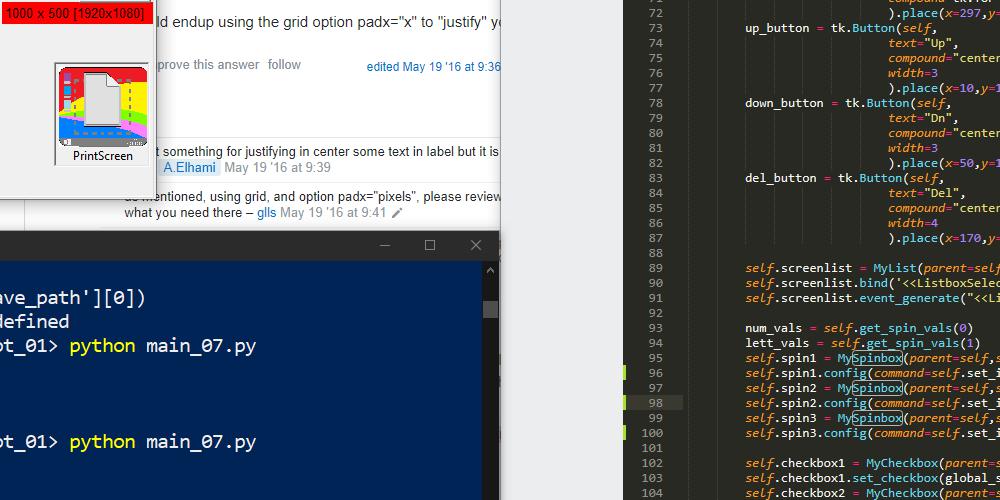 1000 x 500 [1920x1080]
PrintScreen
ld endup using the grid option padx="x" to "justify" yo
prove this answer follow
edited May 19 '16 at 9:36
t something for justifying in center some text in label but it is
A.Elhami May 19 '16 at 9:39
as mentioned, using grid, and option padx="pixels", please review
what you need there – glls May 19 '16 at 9:41
ave_path'][0])
defined
ot_01> python main_07.py
ot_01> python main_07.py
72 ).place(x=297,y=
73 up_button = tk.Button(self,
74 text="Up",
75 compound="center
76 width=3
77 ).place(x=10,y=1
78 down_button = tk.Button(self,
79 text="Dn",
80 compound="center
81 width=3
82 ).place(x=50,y=1
83 del_button = tk.Button(self,
84 text="Del",
85 compound="center
86 width=4
87 ).place(x=170,y=
88
89 self.screenlist = MyList(parent=self
90 self.screenlist.bind('<<ListboxSelec
91 self.screenlist.event_generate("<<Li
92
93 num_vals = self.get_spin_vals(0)
94 lett_vals = self.get_spin_vals(1)
95 self.spin1 = MySpinbox(parent=self,s
96 self.spin1.config(command=self.set_i
97 self.spin2 = MySpinbox(parent=self,s
98 self.spin2.config(command=self.set_i
99 self.spin3 = MySpinbox(parent=self,s
100 self.spin3.config(command=self.set_i
101
102 self.checkbox1 = MyCheckbox(parent=s
103 self.checkbox1.set_checkbox(global_s
104 self.checkbox2 = MyCheckbox(parent=s